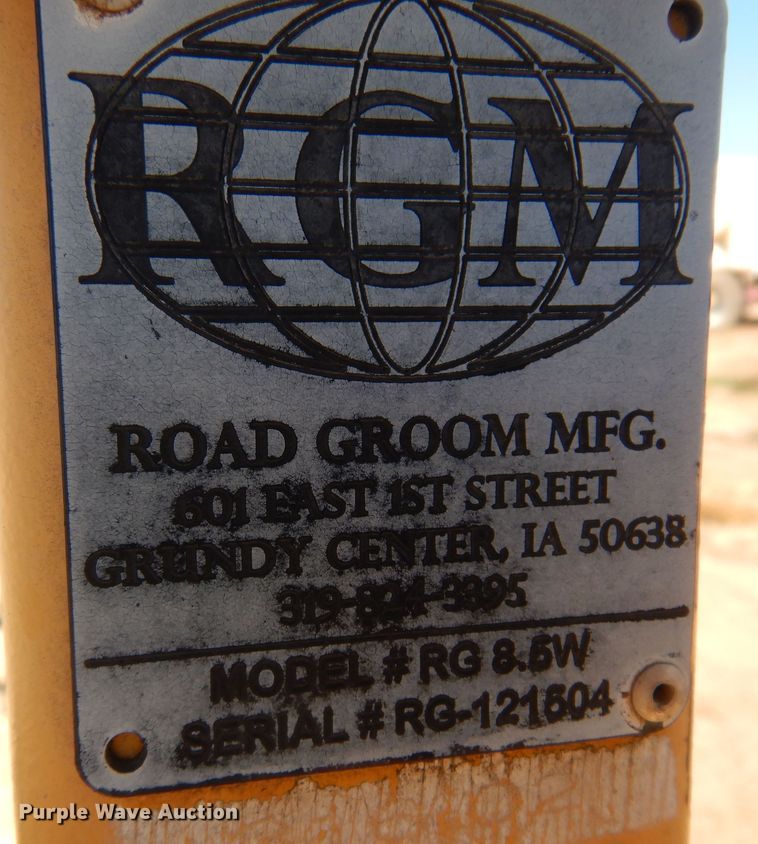 RGM
ROAD GROOM MFG.
601 EAST 1ST STREET
GRUNDY CENTER, IA 50638
319-824-3395
MODEL # RG 8.5W
SERIAL # RG-121604
Purple Wave Auction